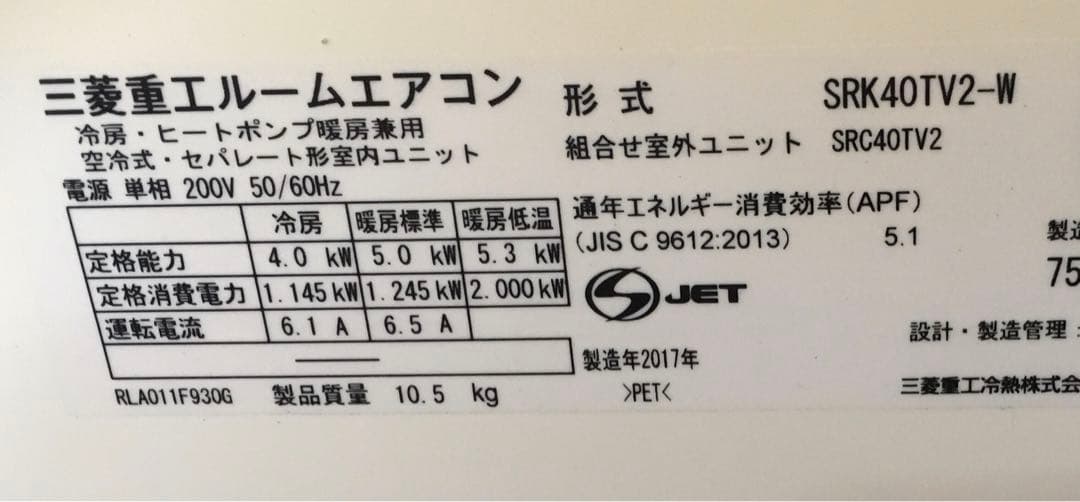 三菱重工ルームエアコン
冷房・ヒートポンプ暖房兼用
空冷式・セパレート形室内ユニット
電源 単相 200V 50/60Hz
冷房 暖房標準 暖房低温
定格能力 4.0 kW 5.0 kW 5.3 kW
定格消費電力 1.145kW 1.245kW 2.000kW
運転電流 6.1 A 6.5 A
RLA011F930G 製品質量 10.5 kg
形式 SRK40TV2-W
組合せ室外ユニット SRC40TV2
通年エネルギー消費効率(APF)
(JIS C 9612:2013) 5.1
JET
製造年2017年
>PET<
製造
75
設計・製造管理
三菱重工冷熱株式会